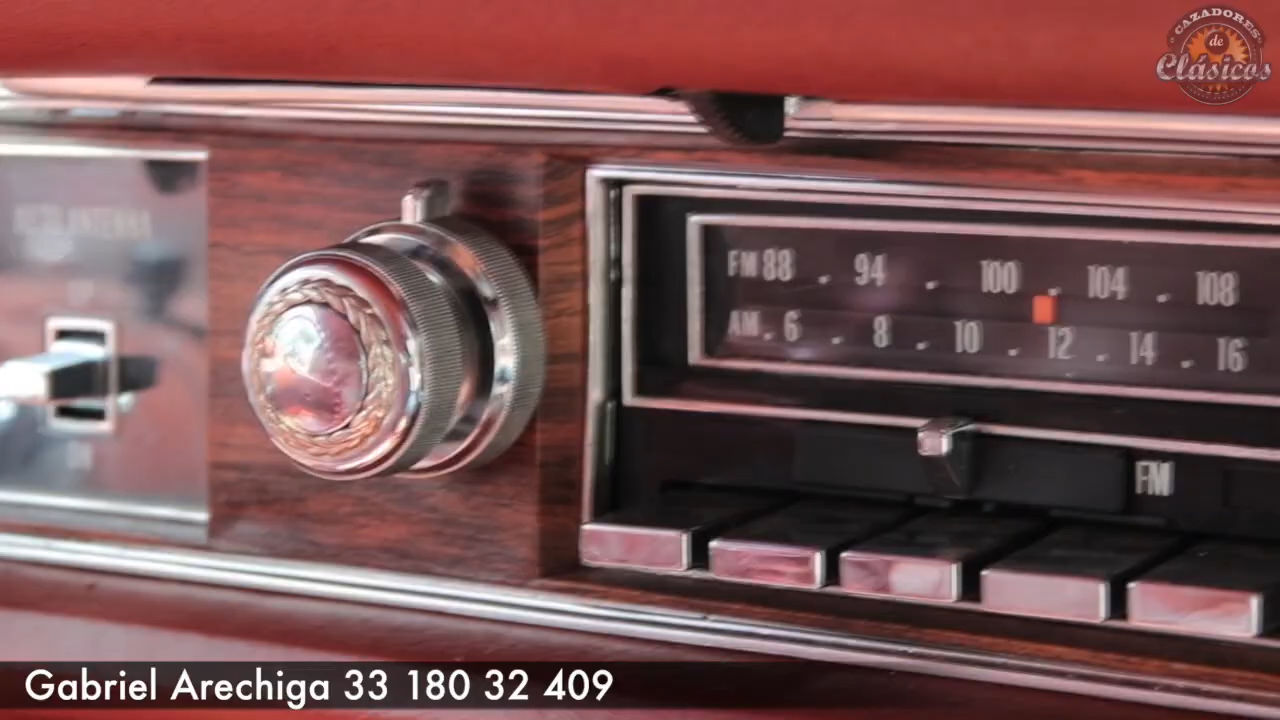 CAZADORES
de
Clásicos
FM 88 . 94 . 100 . 104 . 108
AM . 6 . 8 . 10 . 12 . 14 . 16
FM
Gabriel Arechiga 33 180 32 409